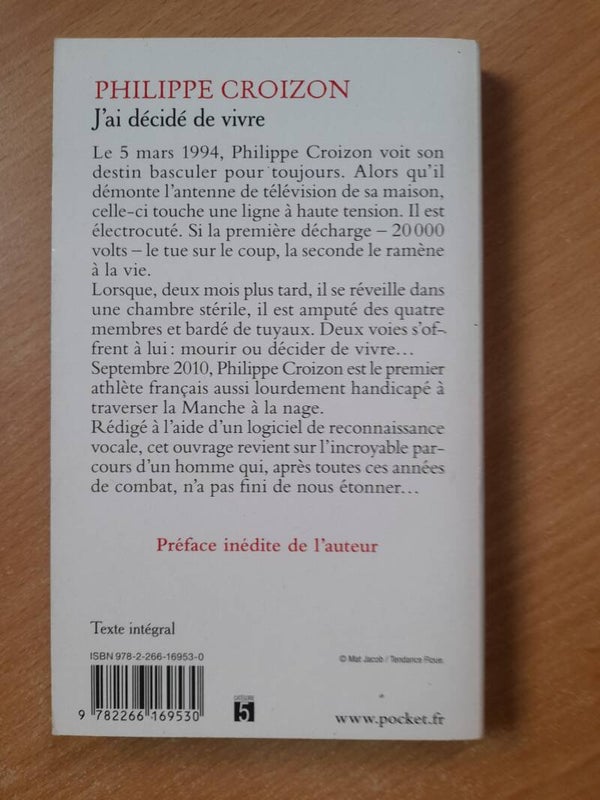 PHILIPPE CROIZON
J'ai décidé de vivre
Le 5 mars 1994, Philippe Croizon voit son
destin basculer pour toujours. Alors qu'il
démonte l'antenne de télévision de sa maison,
celle-ci touche une ligne à haute tension. Il est
électrocuté. Si la première décharge – 20 000
volts – le tue sur le coup, la seconde le ramène
à la vie.
Lorsque, deux mois plus tard, il se réveille dans
une chambre stérile, il est amputé des quatre
membres et bardé de tuyaux. Deux voies s'of-
frent à lui : mourir ou décider de vivre…
Septembre 2010, Philippe Croizon est le premier
athlète français aussi lourdement handicapé à
traverser la Manche à la nage.
Rédigé à l'aide d'un logiciel de reconnaissance
vocale, cet ouvrage revient sur l'incroyable par-
cours d'un homme qui, après toutes ces années
de combat, n'a pas fini de nous étonner…
Préface inédite de l'auteur
Texte intégral
ISBN 978-2-266-16953-0
© Mat Jacob / Tendance Floue.
CATÉGORIE
5
9 782266 169530
www.pocket.fr